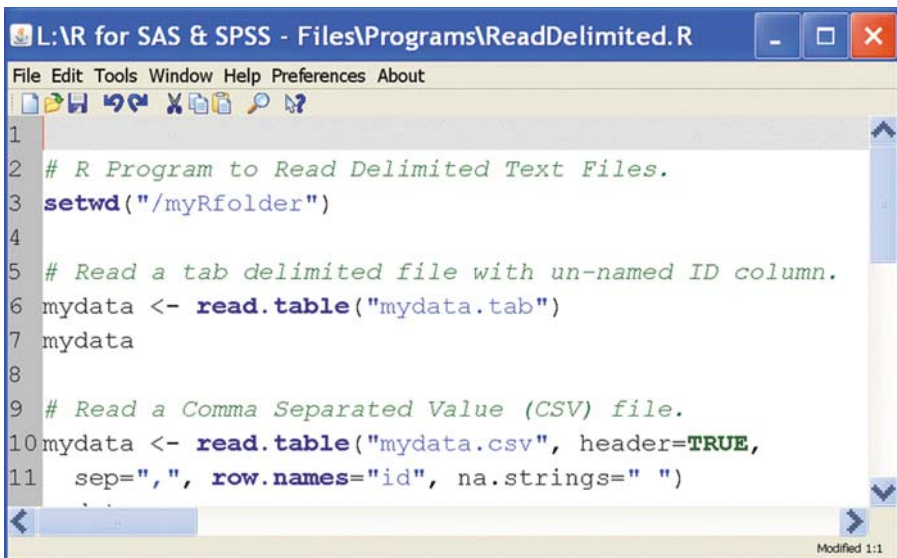 L:\R for SAS & SPSS - Files\Programs\ReadDelimited.R
File Edit Tools Window Help Preferences About
1
2 # R Program to Read Delimited Text Files.
3 setwd("/myRfolder")
4
5 # Read a tab delimited file with un-named ID column.
6 mydata <- read.table("mydata.tab")
7 mydata
8
9 # Read a Comma Separated Value (CSV) file.
10 mydata <- read.table("mydata.csv", header=TRUE,
11 sep=",", row.names="id", na.strings=" ")
Modified 1:1